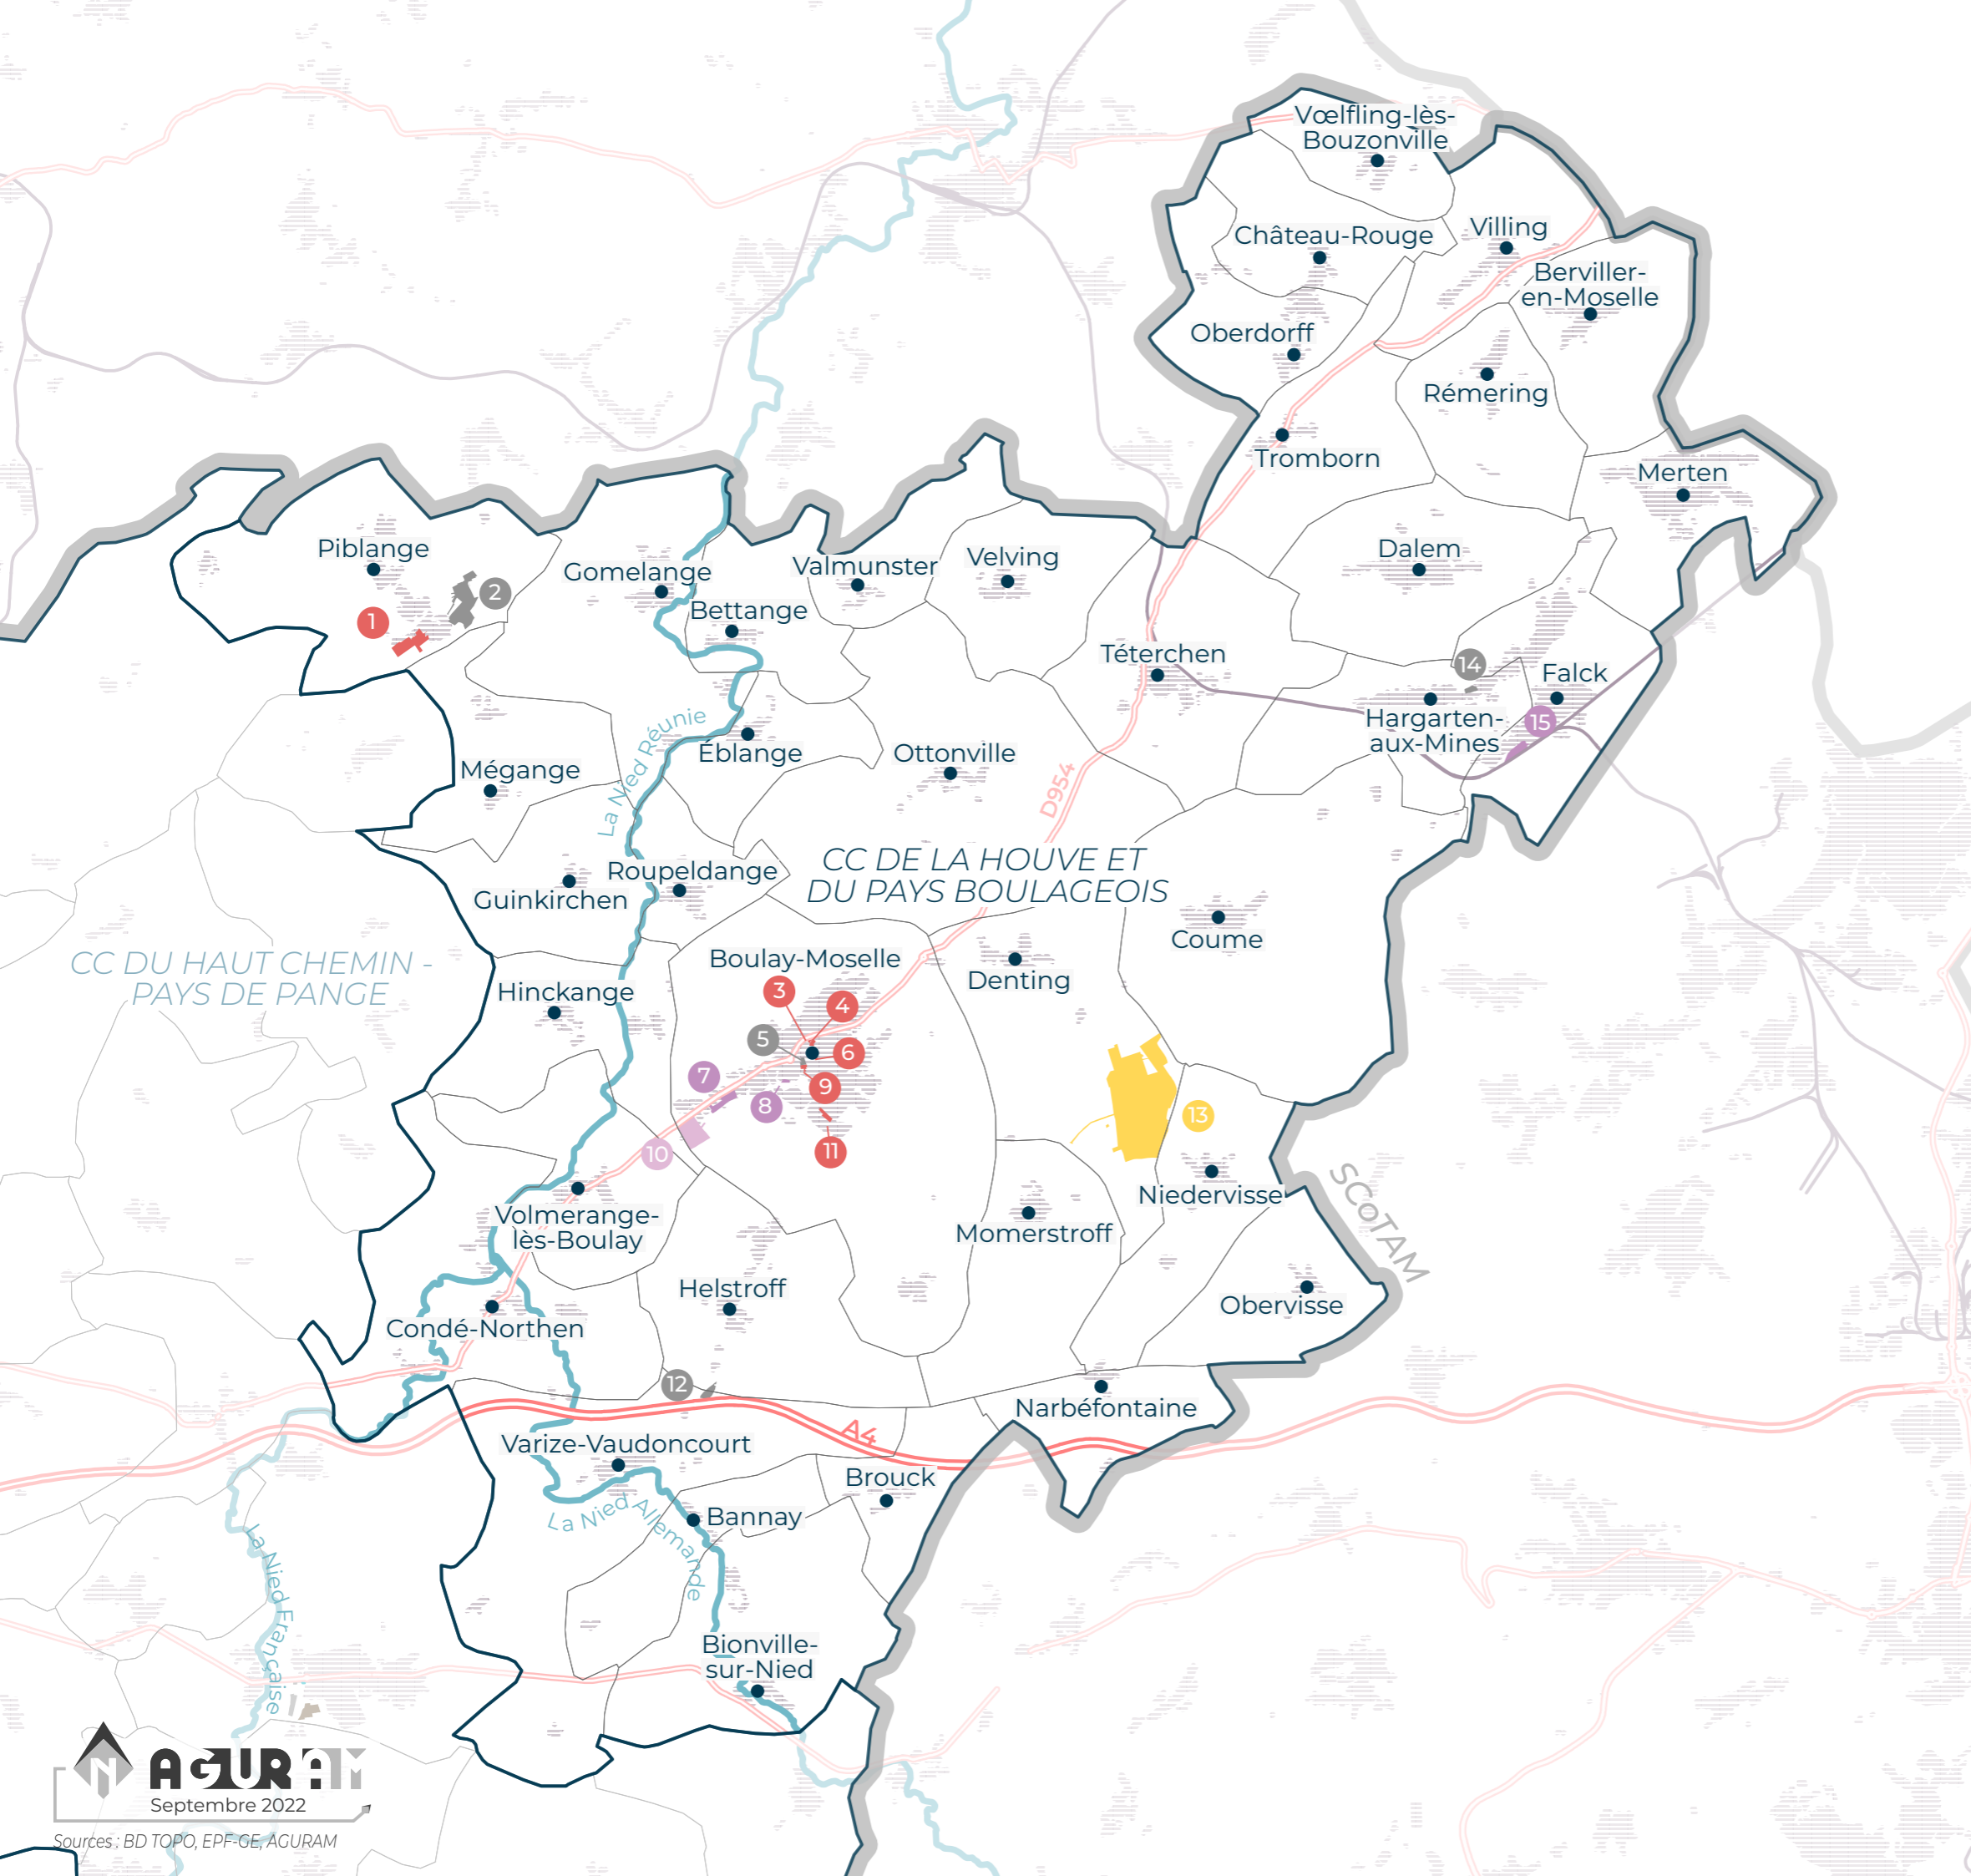 Vœlfling-lès-
Bouzonville
Château-Rouge
Villing
Berviller-
en-Moselle
Oberdorff
Rémering
Tromborn
Merten
Piblange
Gomelange
Valmunster
Velving
Dalem
Bettange
1
2
Téterchen
14
Falck
Hargarten-
aux-Mines
15
La Nied Réunie
Éblange
Ottonville
Mégange
D954
CC DE LA HOUVE ET
DU PAYS BOULAGEOIS
Roupeldange
Guinkirchen
Coume
CC DU HAUT CHEMIN -
PAYS DE PANGE
Boulay-Moselle
Denting
Hinckange
3
4
5
6
7
8
9
10
11
13
Niedervisse
SCoTAM
Volmerange-
lès-Boulay
Momerstroff
Helstroff
Obervisse
Condé-Northen
12
Narbéfontaine
A4
Varize-Vaudoncourt
Brouck
La Nied Allemande
Bannay
La Nied Française
Bionville-
sur-Nied
N
AGURAM
Septembre 2022
Sources : BD TOPO, EPF-GE, AGURAM